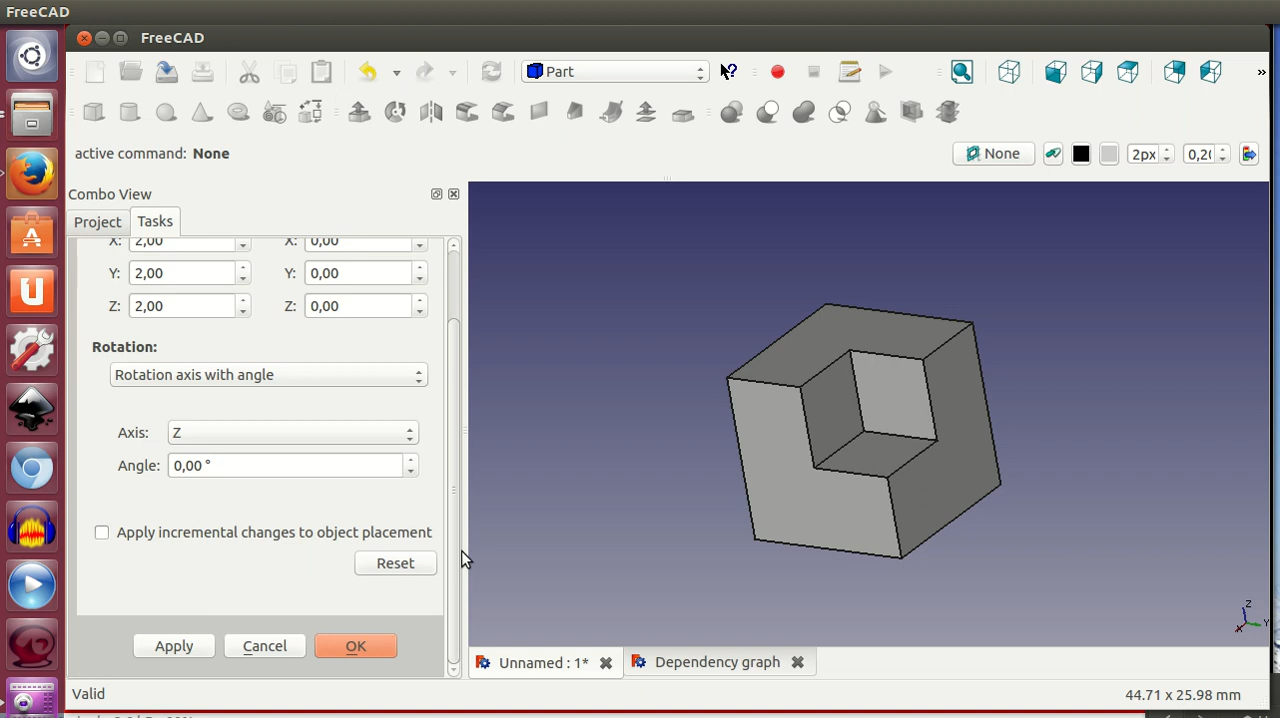 FreeCAD
FreeCAD
Part
»
active command: None
None
2px
0,20
Combo View
Project
Tasks
X: 2,00 X: 0,00
Y: 2,00 Y: 0,00
Z: 2,00 Z: 0,00
Rotation:
Rotation axis with angle
Axis: Z
Angle: 0,00 °
Apply incremental changes to object placement
Reset
Apply
Cancel
OK
Z
Y
X
Unnamed : 1*
Dependency graph
Valid
44.71 x 25.98 mm